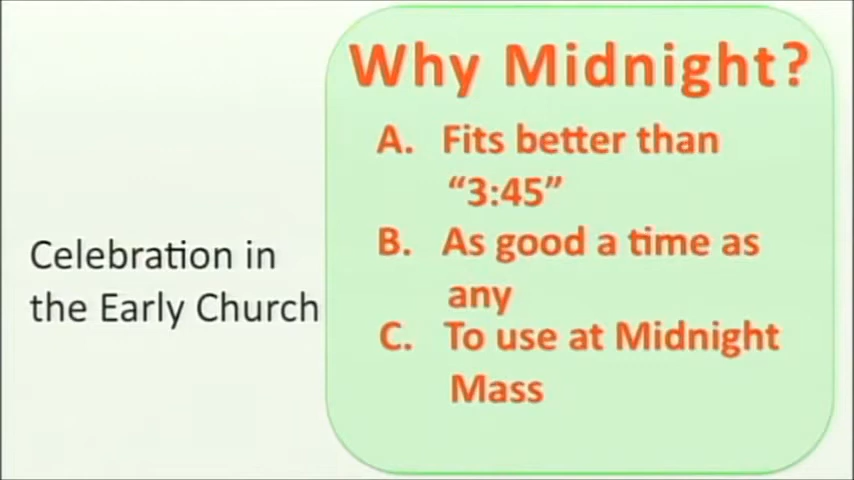 Why Midnight?
A. Fits better than
"3:45"
B. As good a time as
any
C. To use at Midnight
Mass
Celebration in
the Early Church